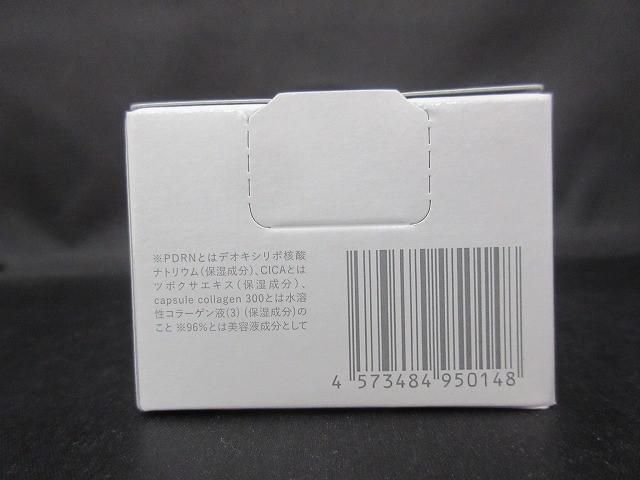 ※PDRNとはデオキシリボ核酸
ナトリウム(保湿成分)、CICAとは
ツボクサエキス(保湿成分)、
capsule collagen 300とは水溶
性コラーゲン液(3) (保湿成分)の
こと ※96%とは美容液成分として
4 573484 950148